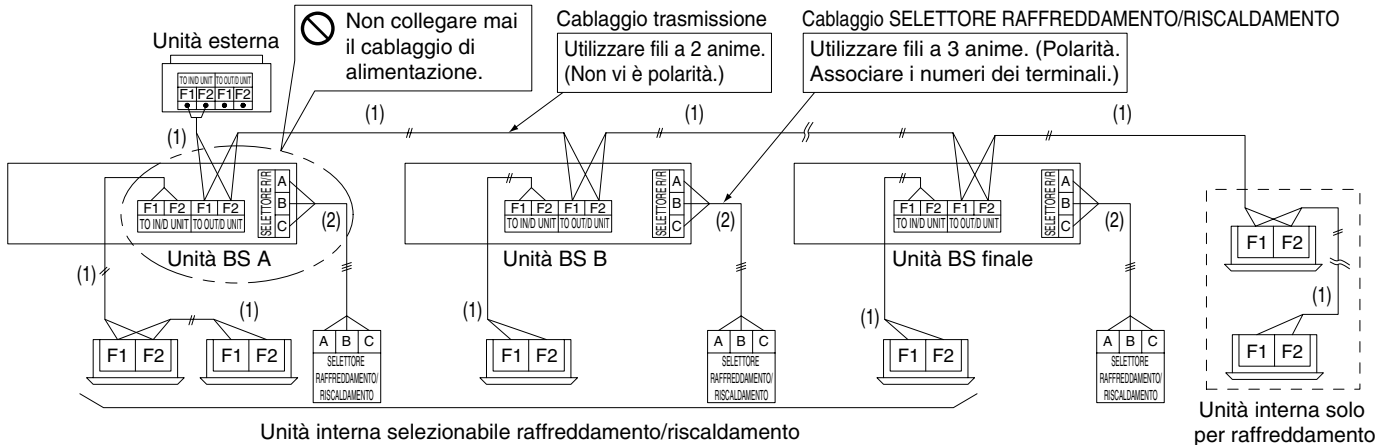 Unità esterna
TO IN/D UNIT TO OUT/D UNIT
F1 F2 F1 F2
Non collegare mai
il cablaggio di
alimentazione.
Cablaggio trasmissione
Utilizzare fili a 2 anime.
(Non vi è polarità.)
Cablaggio SELETTORE RAFFREDDAMENTO/RISCALDAMENTO
Utilizzare fili a 3 anime. (Polarità.
Associare i numeri dei terminali.)
(1)
(1)
(1)
(1)
F1 F2 F1 F2
TO IN/D UNIT TO OUT/D UNIT
SELETTORE R/R
A
B
C
(2)
Unità BS A
F1 F2 F1 F2
TO IN/D UNIT TO OUT/D UNIT
SELETTORE R/R
A
B
C
(2)
Unità BS B
F1 F2 F1 F2
TO IN/D UNIT TO OUT/D UNIT
SELETTORE R/R
A
B
C
(2)
Unità BS finale
F1 F2
(1)
F1 F2
Unità interna solo
per raffreddamento
(1)
(1)
F1 F2
F1 F2
A B C
SELETTORE
RAFFREDDAMENTO/
RISCALDAMENTO
(1)
F1 F2
A B C
SELETTORE
RAFFREDDAMENTO/
RISCALDAMENTO
(1)
F1 F2
A B C
SELETTORE
RAFFREDDAMENTO/
RISCALDAMENTO
Unità interna selezionabile raffreddamento/riscaldamento